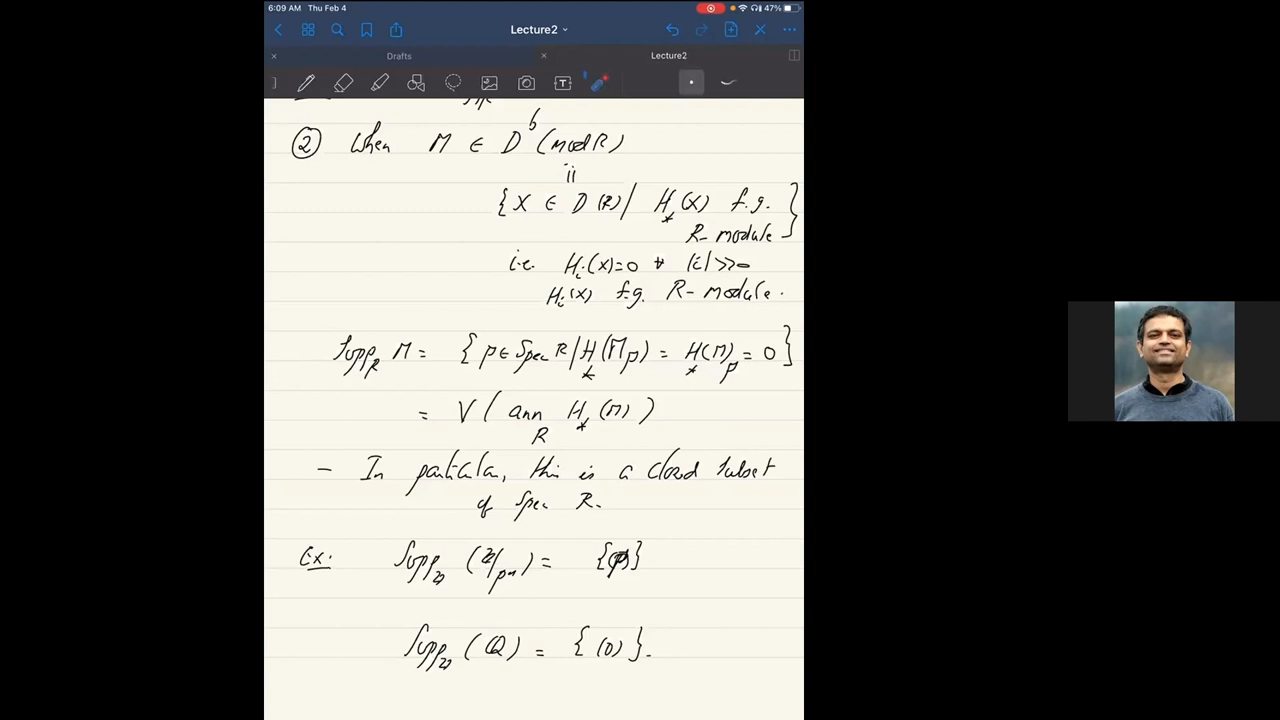 6:09 AM Thu Feb 4
47%
Lecture2
Drafts
Lecture2
② When M ∈ D^b (mod R)
{ X ∈ D(R) | H_*(X) f.g.
R-module }
i.e. H_i(X)=0 ∀ |i| >> 0
H_i(X) f.g. R-module.
Supp_R M = { p ∈ Spec R | H_*(M_p) = H_*(M)_p = 0 }
= V( ann_R H_*(M) )
- In particular, this is a closed subset
of Spec R.
Ex: Supp_Z (Z/p^n) = {(p)}
Supp_Z (Q) = { (0) }.